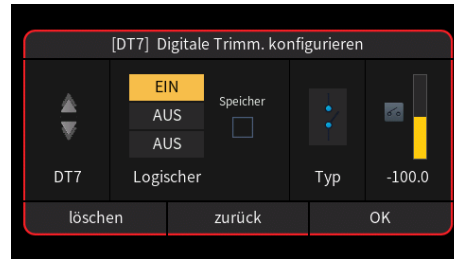 [DT7] Digitale Trimm. konfigurieren
EIN
AUS
AUS
Speicher
DT7
Logischer
Typ
-100.0
löschen
zurück
OK